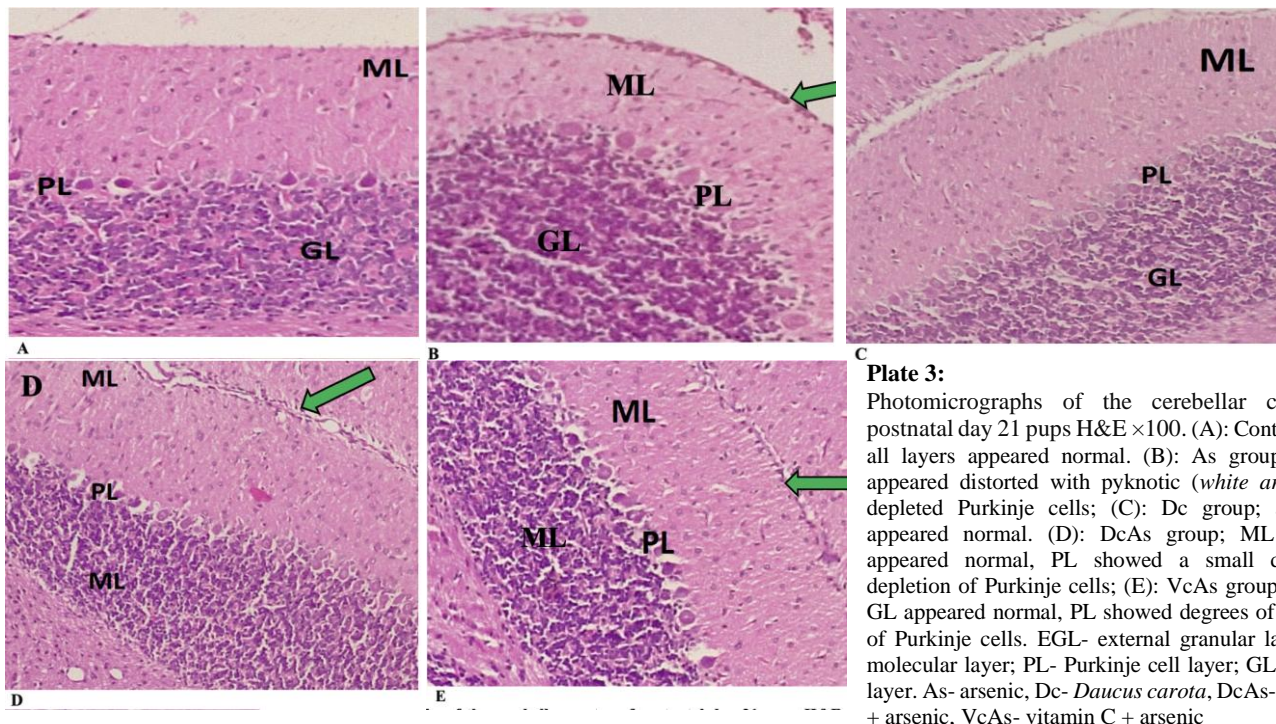 ML
PL
GL
A
ML
PL
GL
B
ML
PL
GL
C
D
ML
PL
ML
D
ML
ML
PL
E
Plate 3:
Photomicrographs of the cerebellar c
postnatal day 21 pups H&E ×100. (A): Cont
all layers appeared normal. (B): As group
appeared distorted with pyknotic (white ar
depleted Purkinje cells; (C): Dc group;
appeared normal. (D): DcAs group; ML
appeared normal, PL showed a small d
depletion of Purkinje cells; (E): VcAs group
GL appeared normal, PL showed degrees of
of Purkinje cells. EGL- external granular la
molecular layer; PL- Purkinje cell layer; GL
layer. As- arsenic, Dc- Daucus carota, DcAs-
+ arsenic, VcAs- vitamin C + arsenic